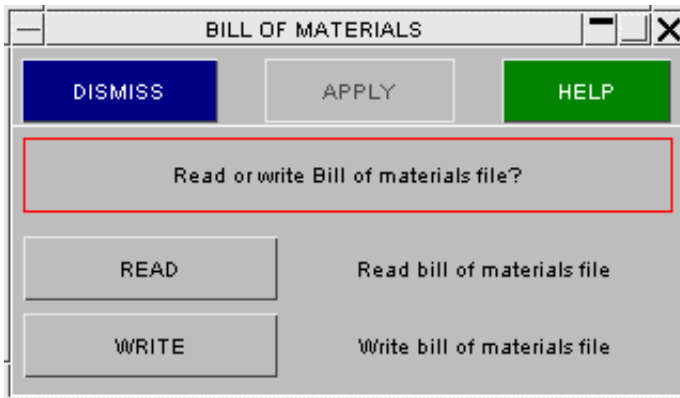 BILL OF MATERIALS
DISMISS APPLY HELP
Read or write Bill of materials file?
READ Read bill of materials file
WRITE Write bill of materials file